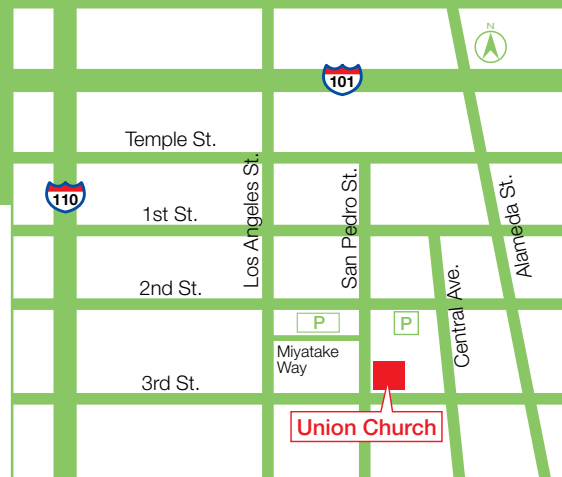 N
101
Temple St.
110
1st St.
Los Angeles St.
San Pedro St.
Alameda St.
2nd St.
Central Ave.
P
P
Miyatake
Way
3rd St.
Union Church